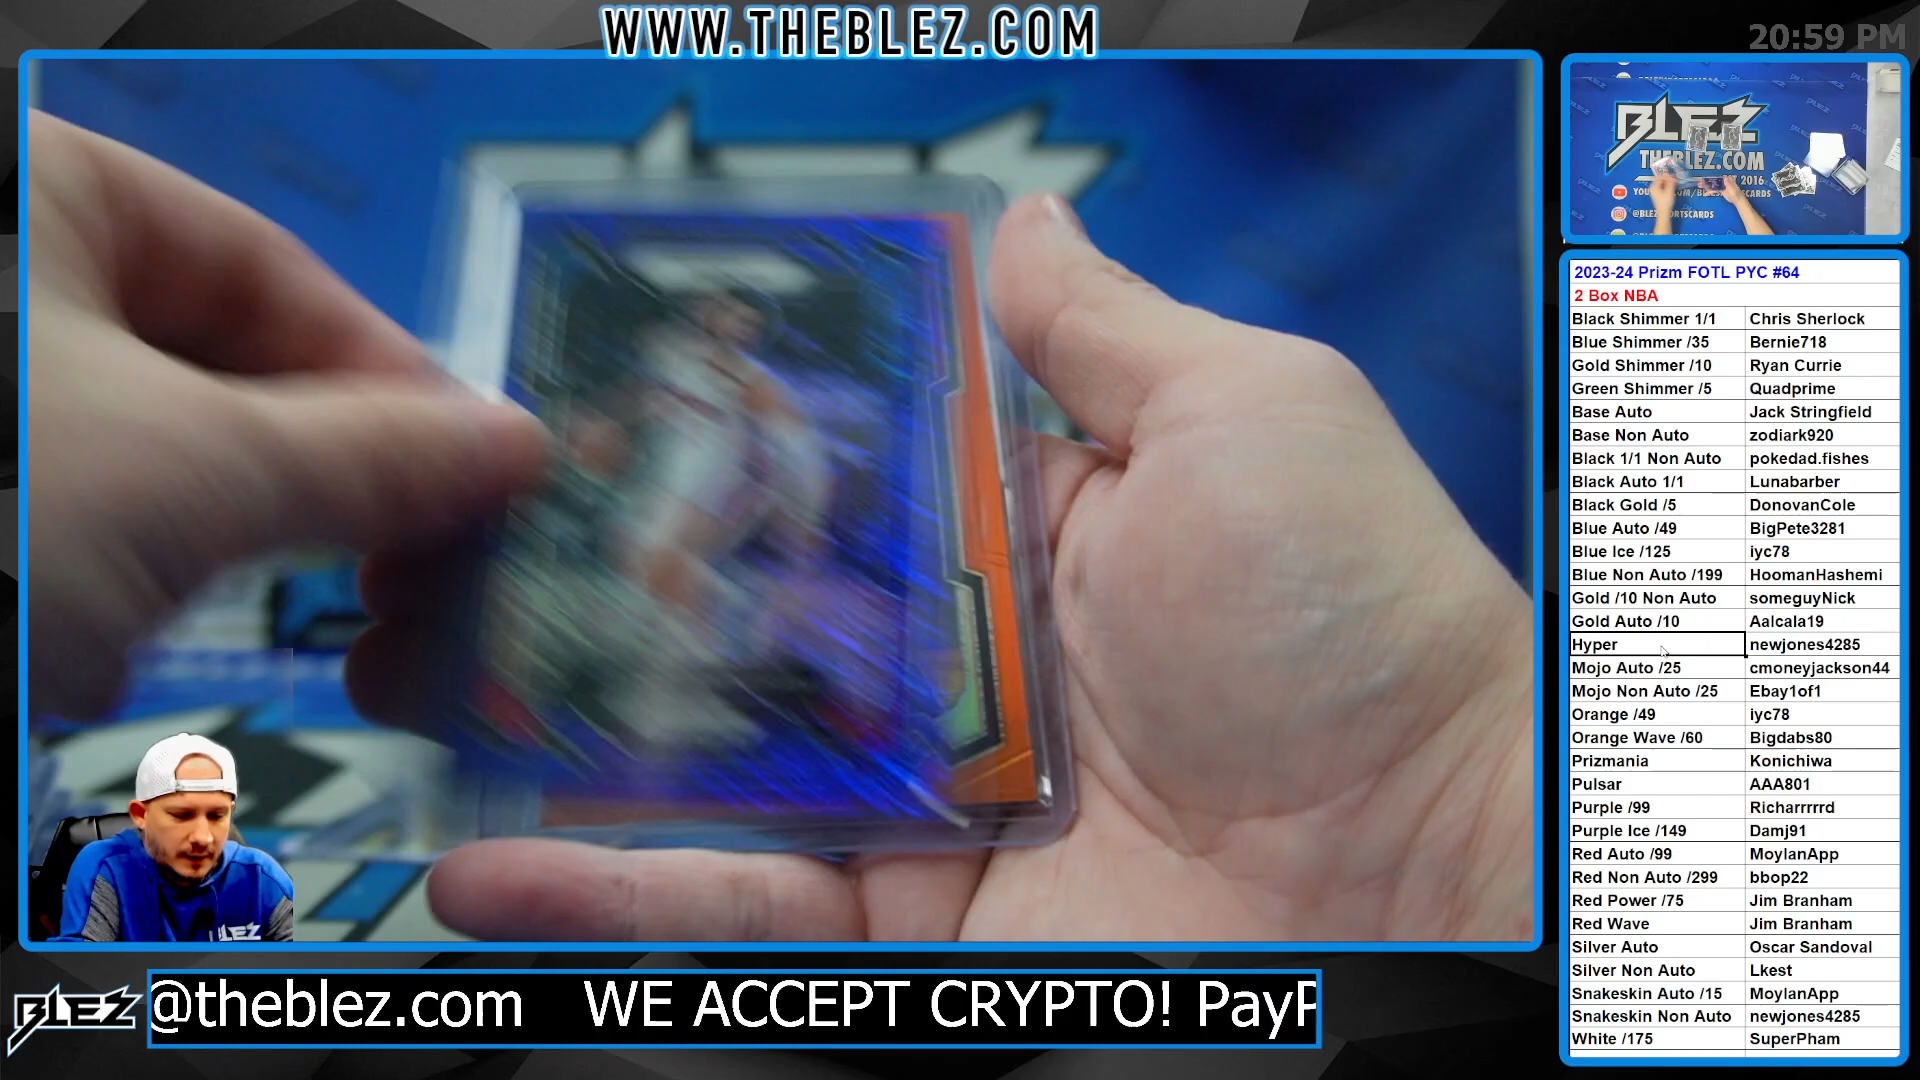 WWW.THEBLEZ.COM
20:59 PM
BLEZ
THEBLEZ.COM
2016
2023-24 Prizm FOTL PYC #64
2 Box NBA
Black Shimmer 1/1 Chris Sherlock
Blue Shimmer /35 Bernie718
Gold Shimmer /10 Ryan Currie
Green Shimmer /5 Quadprime
Base Auto Jack Stringfield
Base Non Auto zodiark920
Black 1/1 Non Auto pokedad.fishes
Black Auto 1/1 Lunabarber
Black Gold /5 DonovanCole
Blue Auto /49 BigPete3281
Blue Ice /125 iyc78
Blue Non Auto /199 HoomanHashemi
Gold /10 Non Auto someguyNick
Gold Auto /10 Aalcala19
Hyper newjones4285
Mojo Auto /25 cmoneyjackson44
Mojo Non Auto /25 Ebay1of1
Orange /49 iyc78
Orange Wave /60 Bigdabs80
Prizmania Konichiwa
Pulsar AAA801
Purple /99 Richarrrrrd
Purple Ice /149 Damj91
Red Auto /99 MoylanApp
Red Non Auto /299 bbop22
Red Power /75 Jim Branham
Red Wave Jim Branham
Silver Auto Oscar Sandoval
Silver Non Auto Lkest
Snakeskin Auto /15 MoylanApp
Snakeskin Non Auto newjones4285
White /175 SuperPham
BLEZ
BLEZ
@theblez.com WE ACCEPT CRYPTO! PayP